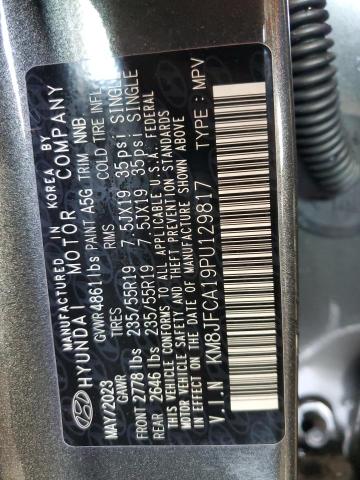 MANUFACTURED IN KOREA BY
HYUNDAI MOTOR COMPANY
MAY/2023 GVWR4861lbs PAINT A5G TRIM NNB
GAWR TIRES RIMS COLD TIRE INFL.
FRONT 2778 lbs 235/55R19 7.5JX19 35psi SINGLE
REAR 2646 lbs 235/55R19 7.5JX19 35psi SINGLE
THIS VEHICLE CONFORMS TO ALL APPLICABLE U.S.A. FEDERAL
MOTOR VEHICLE SAFETY, BUMPER, AND THEFT PREVENTION STANDARDS
IN EFFECT ON THE DATE OF MANUFACTURE SHOWN ABOVE
V.I.N KM8JFCA19PU129817 TYPE: MPV